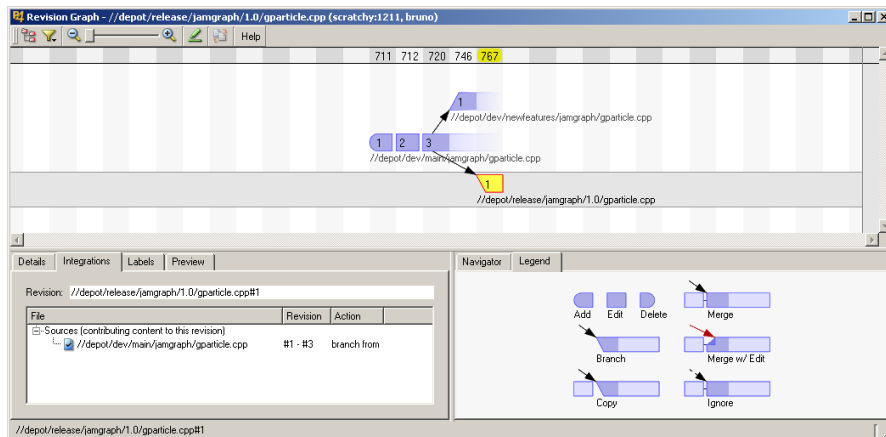 Revision Graph - //depot/release/jamgraph/1.0/gparticle.cpp (scratchy:1211, bruno)
Help
711 712 720 746 767
1
//depot/dev/newfeatures/jamgraph/gparticle.cpp
1 2 3
//depot/dev/main/jamgraph/gparticle.cpp
1
//depot/release/jamgraph/1.0/gparticle.cpp
Details Integrations Labels Preview
Revision: //depot/release/jamgraph/1.0/gparticle.cpp#1
File Revision Action
Sources (contributing content to this revision)
//depot/dev/main/jamgraph/gparticle.cpp #1 - #3 branch from
Navigator Legend
Add Edit Delete Merge
Branch Merge w/ Edit
Copy Ignore
//depot/release/jamgraph/1.0/gparticle.cpp#1